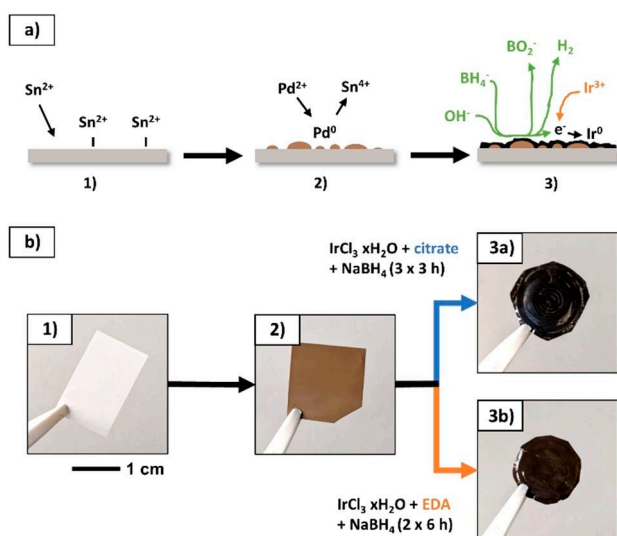 a)
Sn²⁺
Sn²⁺ Sn²⁺
1)
Pd²⁺ Sn⁴⁺
Pd⁰
2)
BO₂⁻ H₂
BH₄⁻ Ir³⁺
OH⁻ e⁻ Ir⁰
3)
b)
IrCl₃ xH₂O + citrate
+ NaBH₄ (3 x 3 h)
3a)
1)
2)
1 cm
3b)
IrCl₃ xH₂O + EDA
+ NaBH₄ (2 x 6 h)